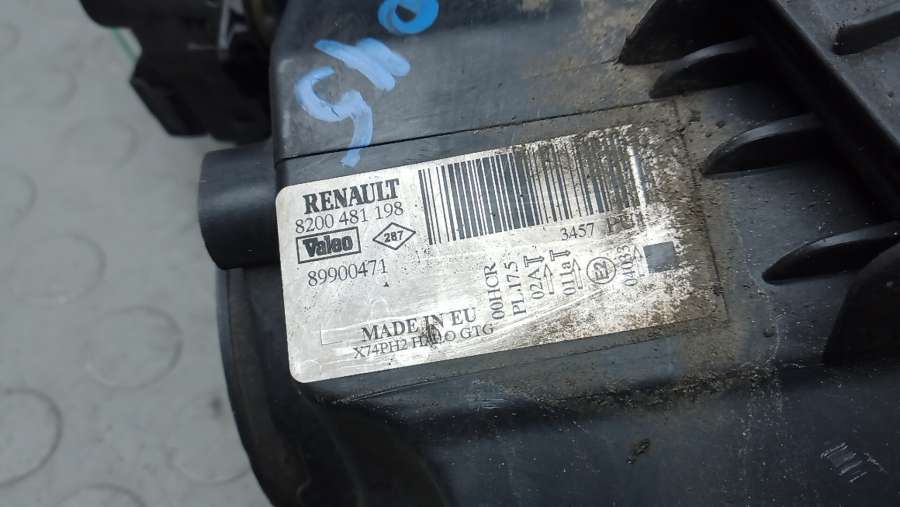 015
RENAULT
8200 481 198
Valeo
287
89900471
MADE IN EU
X74PH2 GTG
3457
00HCR
PL.17.5
02A
011a